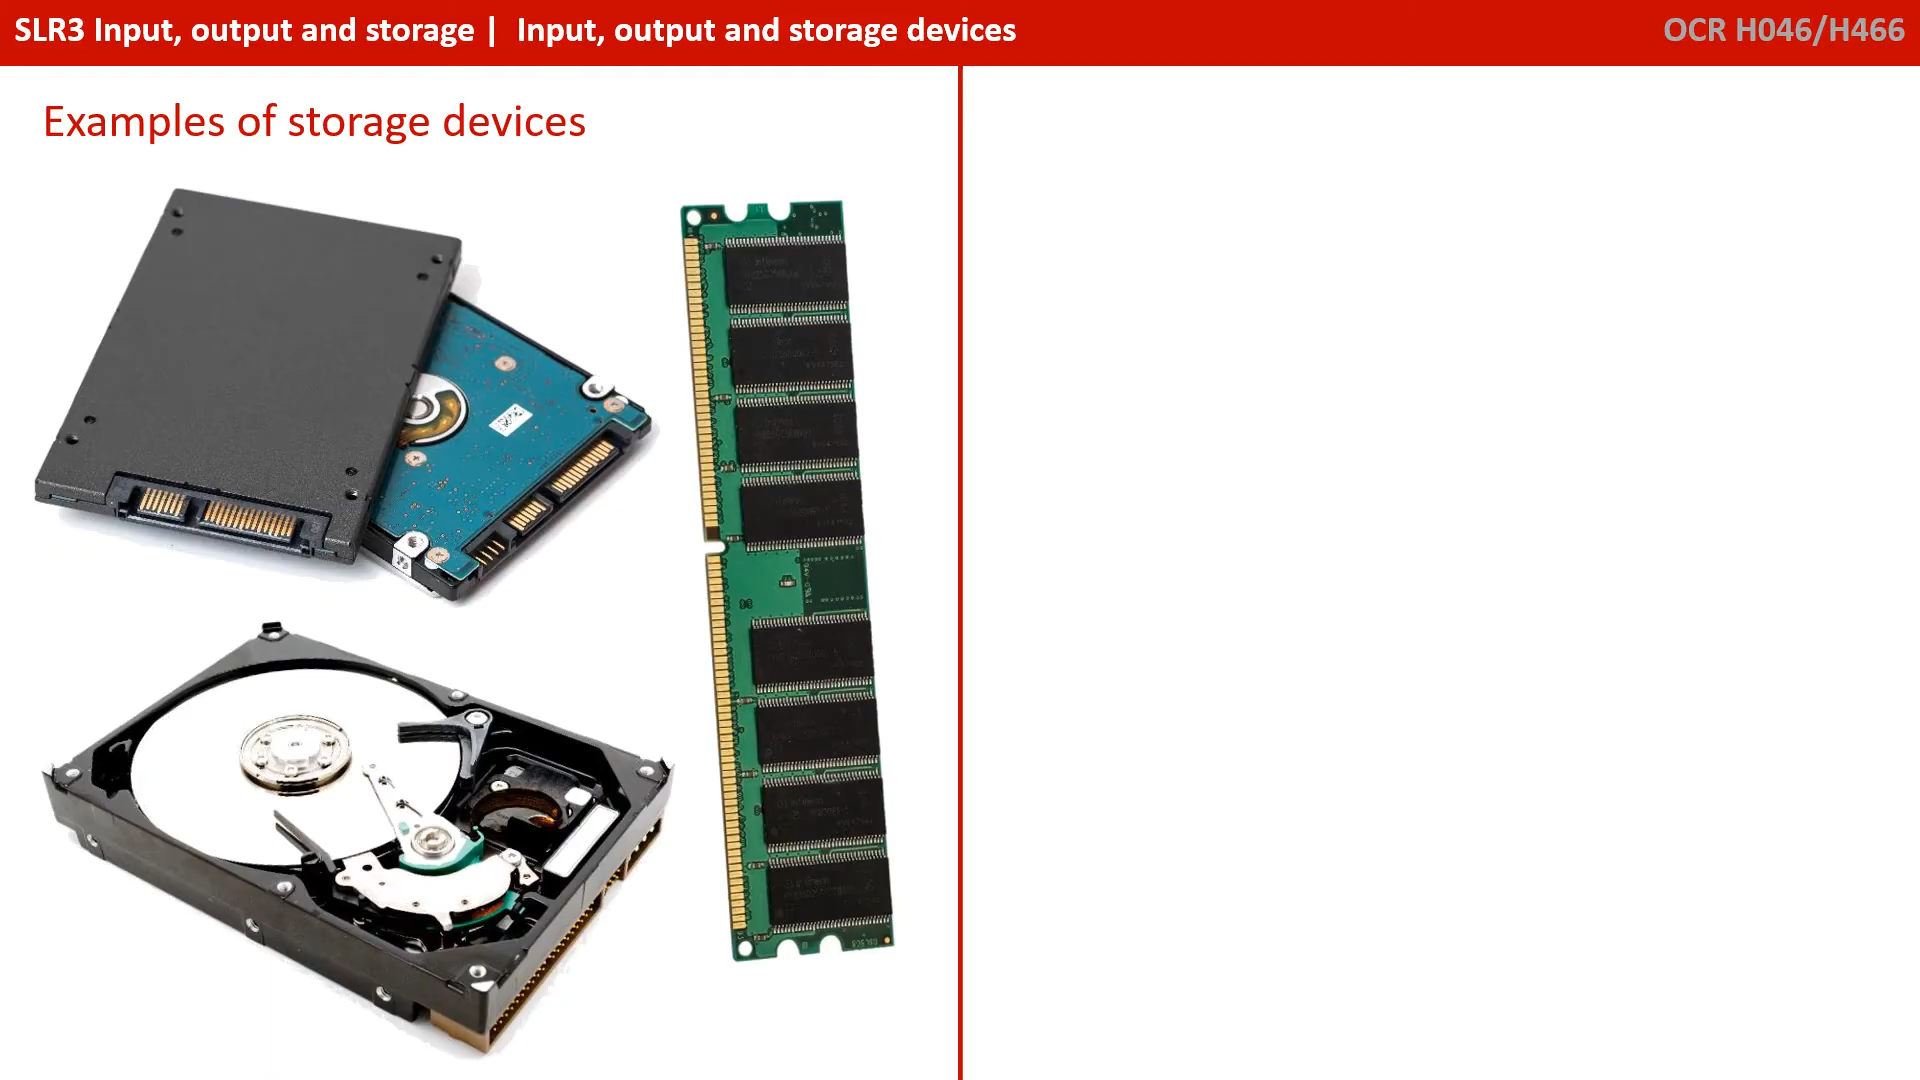 SLR3 Input, output and storage | Input, output and storage devices
OCR H046/H466
Examples of storage devices